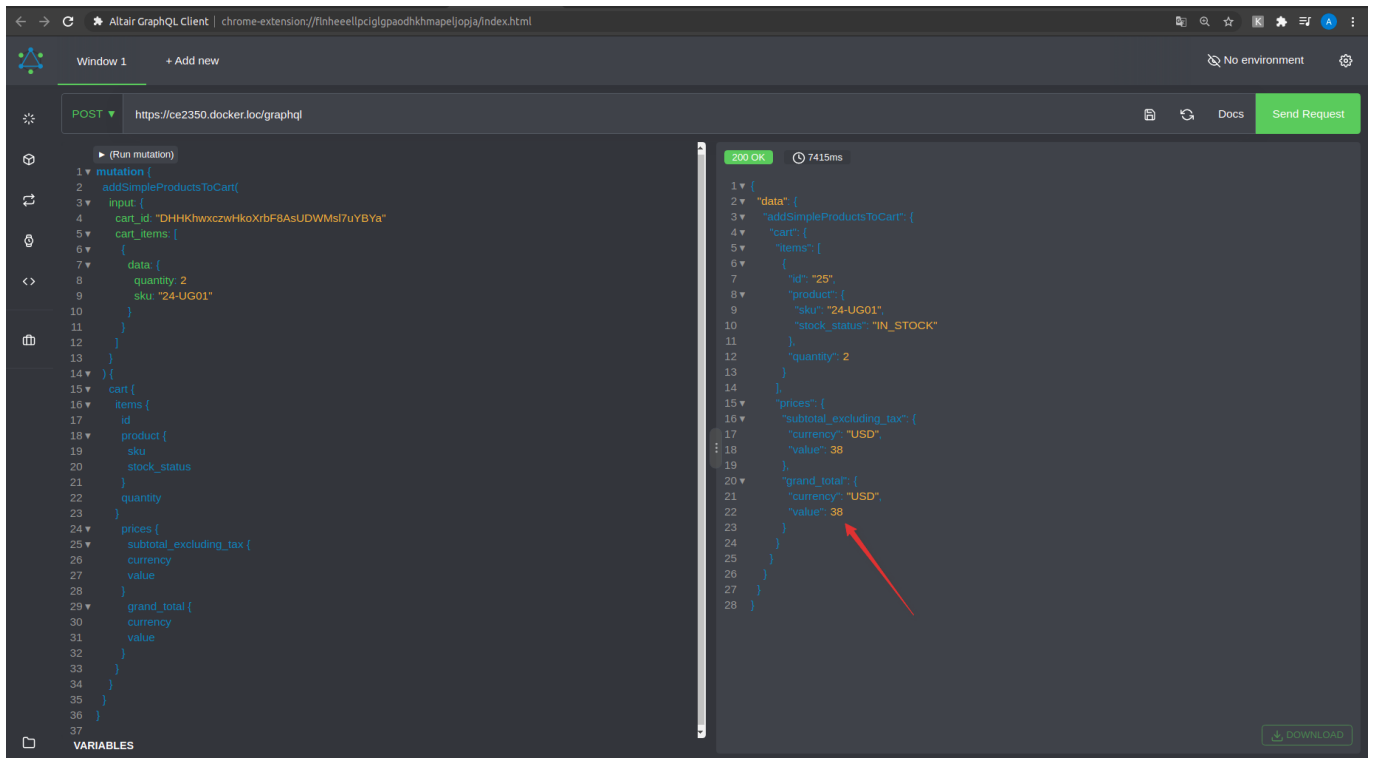 Altair GraphQL Client | chrome-extension://flnheeellpciglgpaodhkhmapeljopja/index.html
K
A
Window 1 + Add new No environment
POST ▼ https://ce2350.docker.loc/graphql Docs Send Request
► (Run mutation)
1 ▼ mutation {
2 addSimpleProductsToCart(
3 ▼ input: {
4 cart_id: "DHHKhwxczwHkoXrbF8AsUDWMsl7uYBYa"
5 ▼ cart_items: [
6 ▼ {
7 ▼ data: {
8 quantity: 2
9 sku: "24-UG01"
10 }
11 }
12 ]
13 }
14 ▼ ) {
15 ▼ cart {
16 ▼ items {
17 id
18 ▼ product {
19 sku
20 stock_status
21 }
22 quantity
23 }
24 ▼ prices {
25 ▼ subtotal_excluding_tax {
26 currency
27 value
28 }
29 ▼ grand_total {
30 currency
31 value
32 }
33 }
34 }
35 }
36 }
37
VARIABLES
200 OK 7415ms
1 ▼ {
2 ▼ "data": {
3 ▼ "addSimpleProductsToCart": {
4 ▼ "cart": {
5 ▼ "items": [
6 ▼ {
7 "id": "25",
8 ▼ "product": {
9 "sku": "24-UG01",
10 "stock_status": "IN_STOCK"
11 },
12 "quantity": 2
13 }
14 ],
15 ▼ "prices": {
16 ▼ "subtotal_excluding_tax": {
17 "currency": "USD",
18 "value": 38
19 },
20 ▼ "grand_total": {
21 "currency": "USD",
22 "value": 38
23 }
24 }
25 }
26 }
27 }
28 }
DOWNLOAD